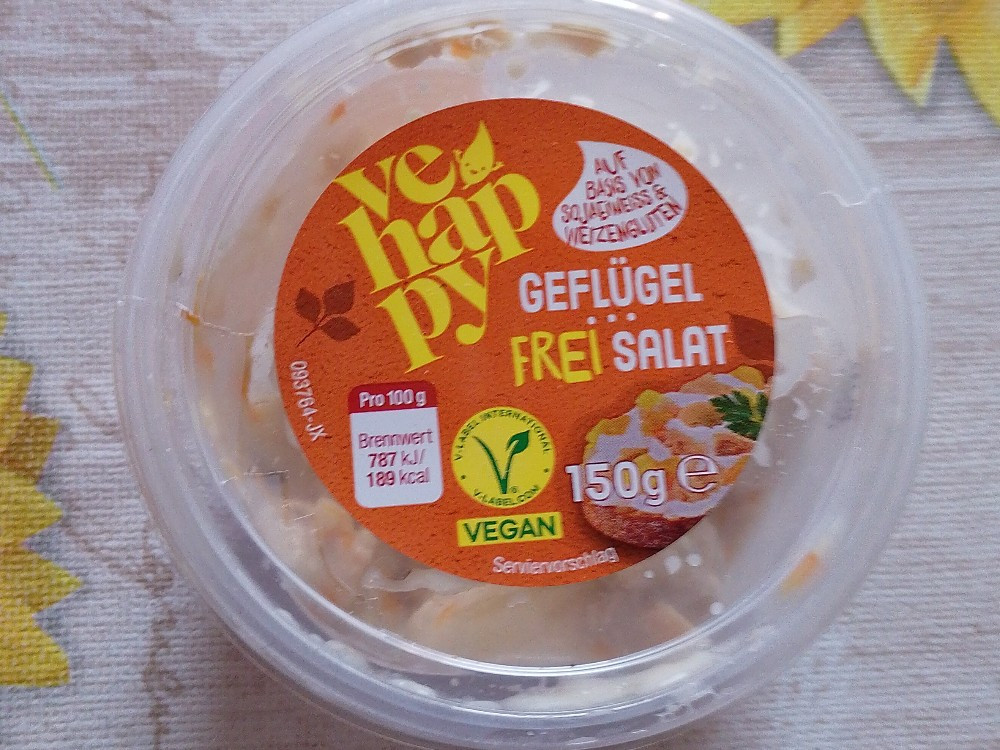 ve
hap
py
AUF
BASIS VON
SOJAEIWEISS &
WEIZENGLUTEN
GEFLÜGEL
...
FREI SALAT
093764-JX
Pro 100 g
Brennwert
787 kJ/
189 kcal
V-LABEL INTERNATIONAL
• V-LABEL.COM •
®
VEGAN
150g ℮
Serviervorschlag